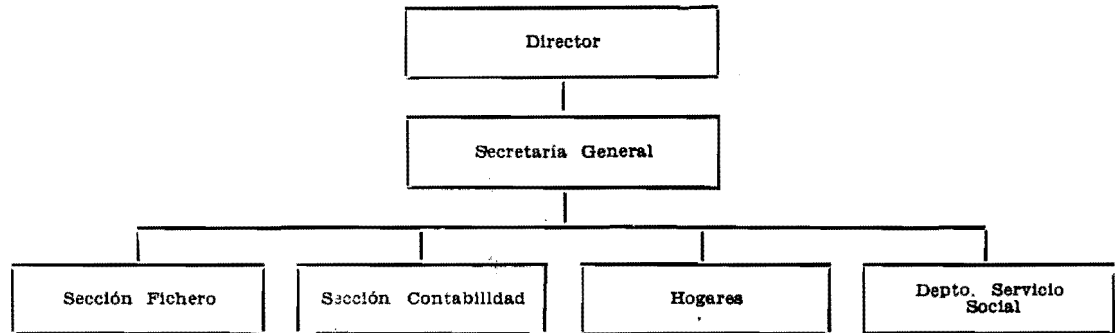 Director
Secretaría General
Sección Fichero
Sección Contabilidad
Hogares
Depto. Servicio
Social